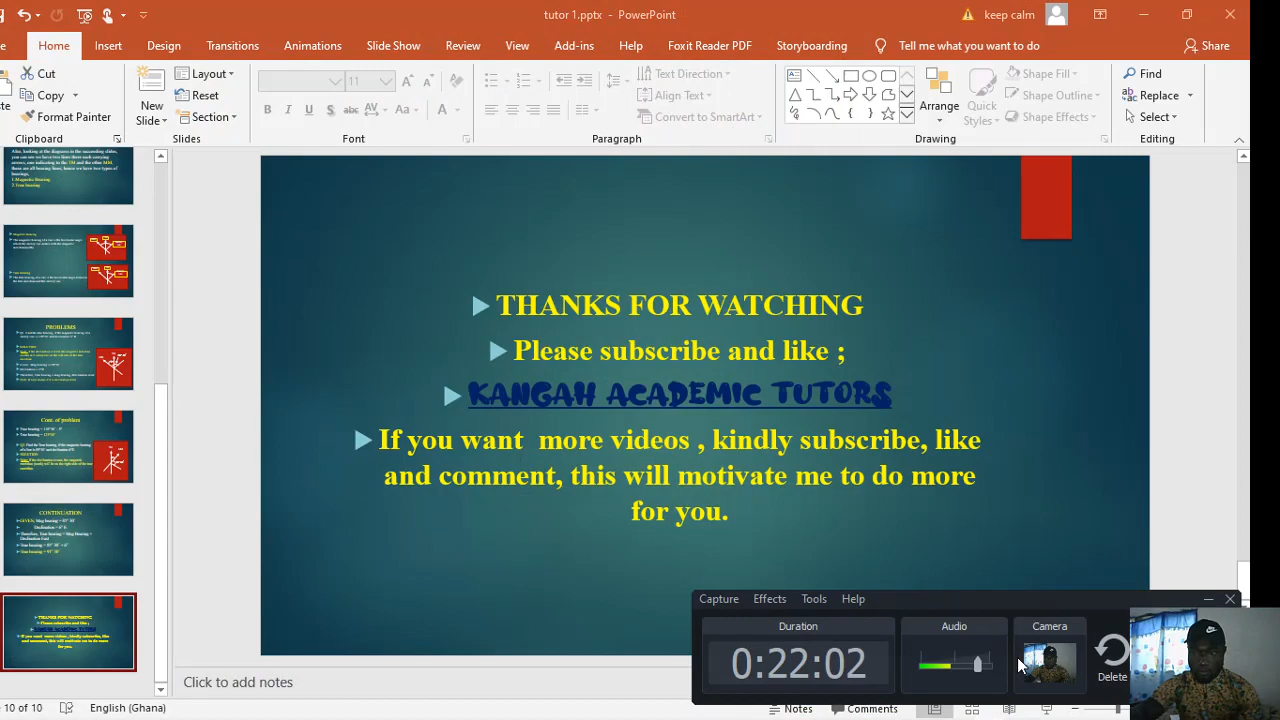 tutor 1.pptx - PowerPoint
keep calm
Home Insert Design Transitions Animations Slide Show Review View Add-ins Help Foxit Reader PDF Storyboarding Tell me what you want to do Share
Cut
Copy
Format Painter
Clipboard
New
Slide
Layout
Reset
Section
Slides
11
Font
Text Direction
Align Text
Convert to SmartArt
Paragraph
Arrange
Quick
Styles
Shape Fill
Shape Outline
Shape Effects
Drawing
Find
Replace
Select
Editing
PROBLEMS
Cont. of problem
CONTINUATION
THANKS FOR WATCHING
Please subscribe and like ;
KANGAH ACADEMIC TUTORS
If you want more videos , kindly subscribe, like
and comment, this will motivate me to do more
for you.
Click to add notes
Capture Effects Tools Help
Duration
0:22:02
Audio
Camera
Delete
10 of 10
English (Ghana)
Notes
Comments